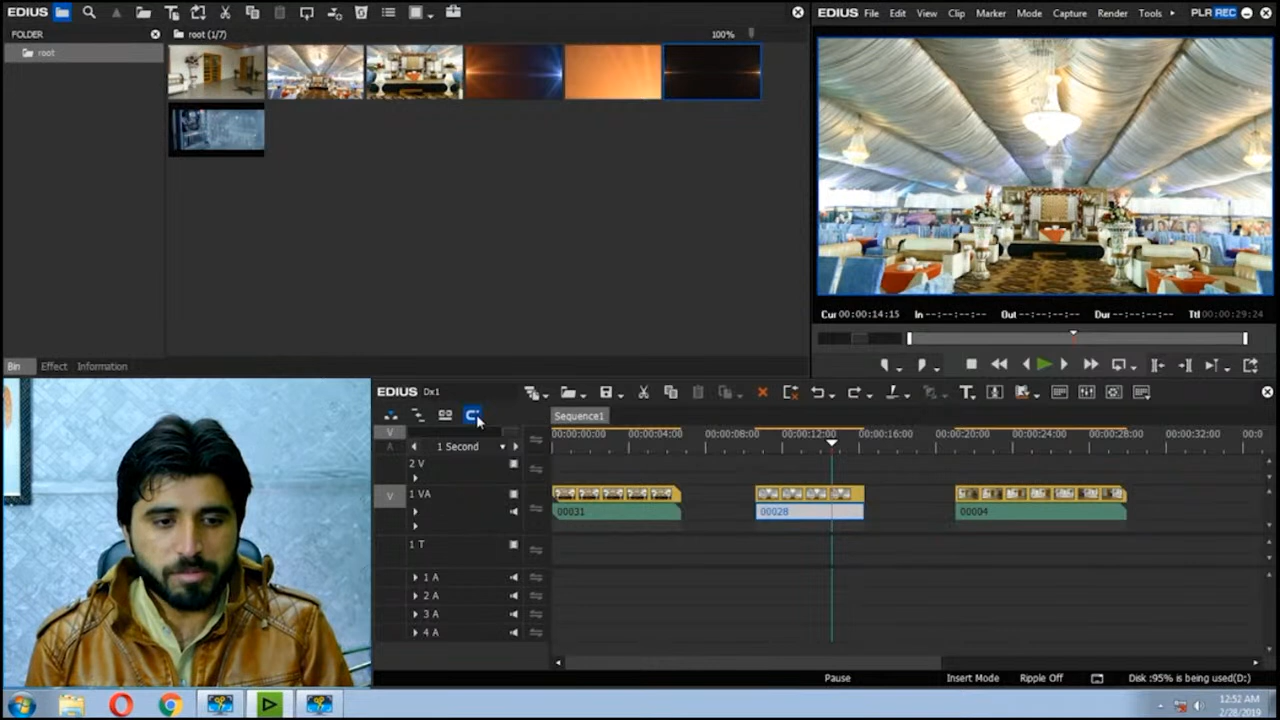 EDIUS
FOLDER
root
root (1/7)
100%
Bin
Effect
Information
EDIUS
File
Edit
View
Clip
Marker
Mode
Capture
Render
Tools
PLR REC
Cur 00:00:14:15
In --:--:--:--
Out --:--:--:--
Dur --:--:--:--
Ttl 00:00:29:24
EDIUS
Dx1
Sequence1
V
A
1 Second
00:00:00:00
00:00:04:00
00:00:08:00
00:00:12:00
00:00:16:00
00:00:20:00
00:00:24:00
00:00:28:00
00:00:32:00
00:0
2 V
V
1 VA
00031
00028
00004
1 T
1 A
2 A
3 A
4 A
Pause
Insert Mode
Ripple Off
Disk :95% is being used(D:)
12:52 AM
2/28/2019